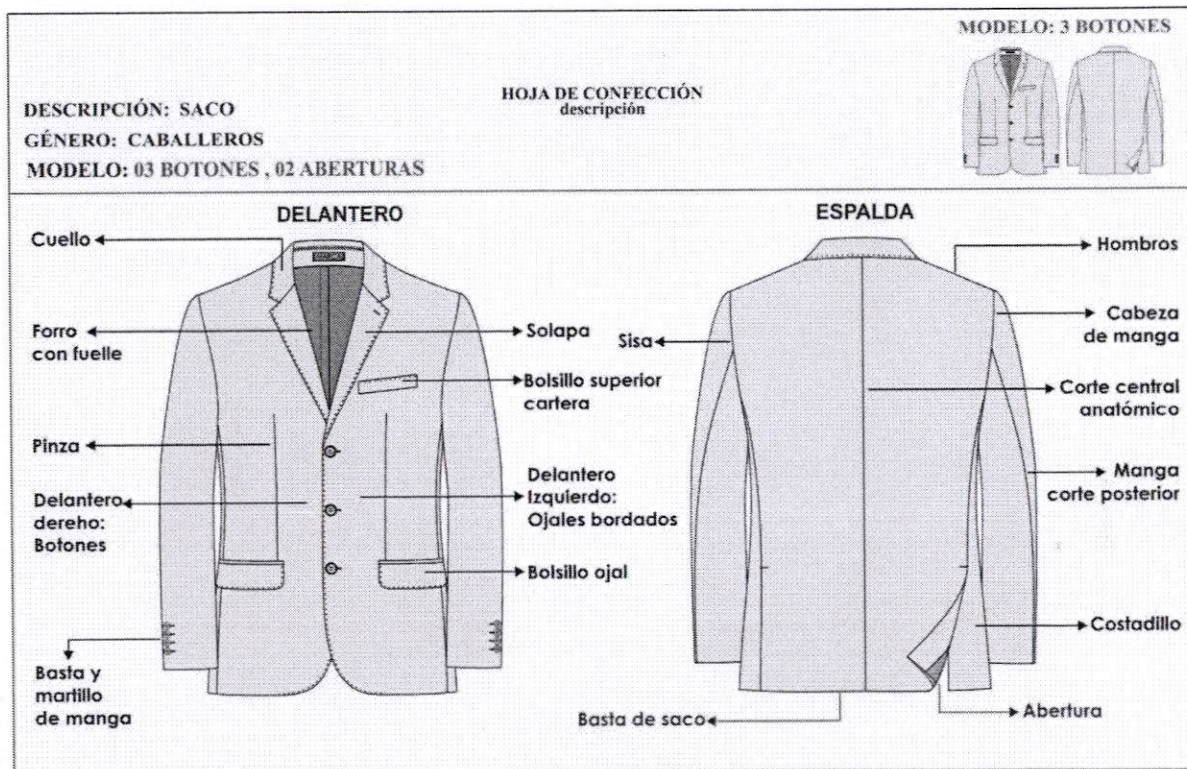 MODELO: 3 BOTONES
HOJA DE CONFECCIÓN
descripción
DESCRIPCIÓN: SACO
GÉNERO: CABALLEROS
MODELO: 03 BOTONES , 02 ABERTURAS
DELANTERO
Cuello
Forro
con fuelle
Pinza
Delantero
dereho:
Botones
Basta y
martillo
de manga
Solapa
Bolsillo superior
cartera
Delantero
Izquierdo:
Ojales bordados
Bolsillo ojal
ESPALDA
Sisa
Basta de saco
Hombros
Cabeza
de manga
Corte central
anatómico
Manga
corte posterior
Costadillo
Abertura